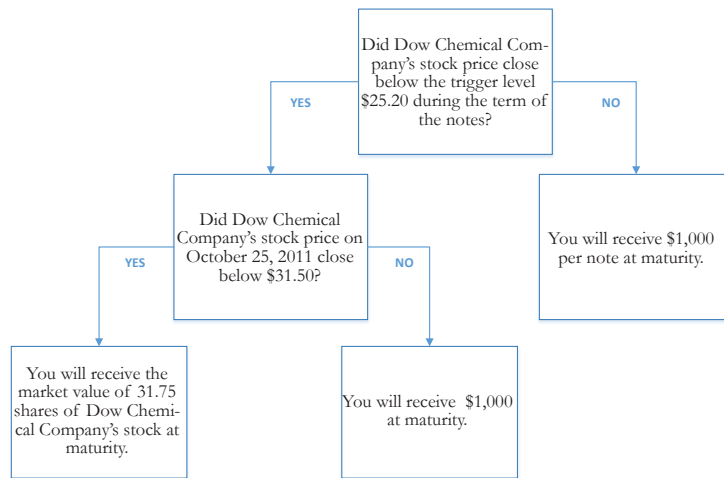 Did Dow Chemical Com-
pany's stock price close
below the trigger level
$25.20 during the term of
the notes?
YES
NO
Did Dow Chemical
Company's stock price on
October 25, 2011 close
below $31.50?
You will receive $1,000
per note at maturity.
YES
NO
You will receive the
market value of 31.75
shares of Dow Chemi-
cal Company's stock at
maturity.
You will receive $1,000
at maturity.